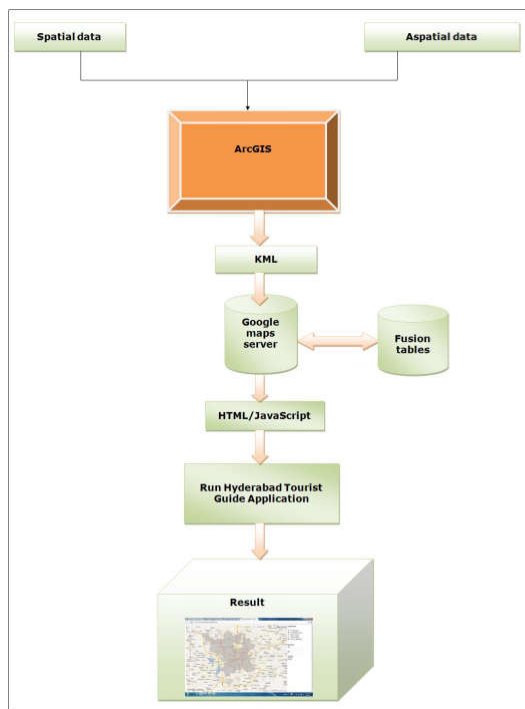 Spatial data
Aspatial data
ArcGIS
KML
Google
maps
server
Fusion
tables
HTML/JavaScript
Run Hyderabad Tourist
Guide Application
Result